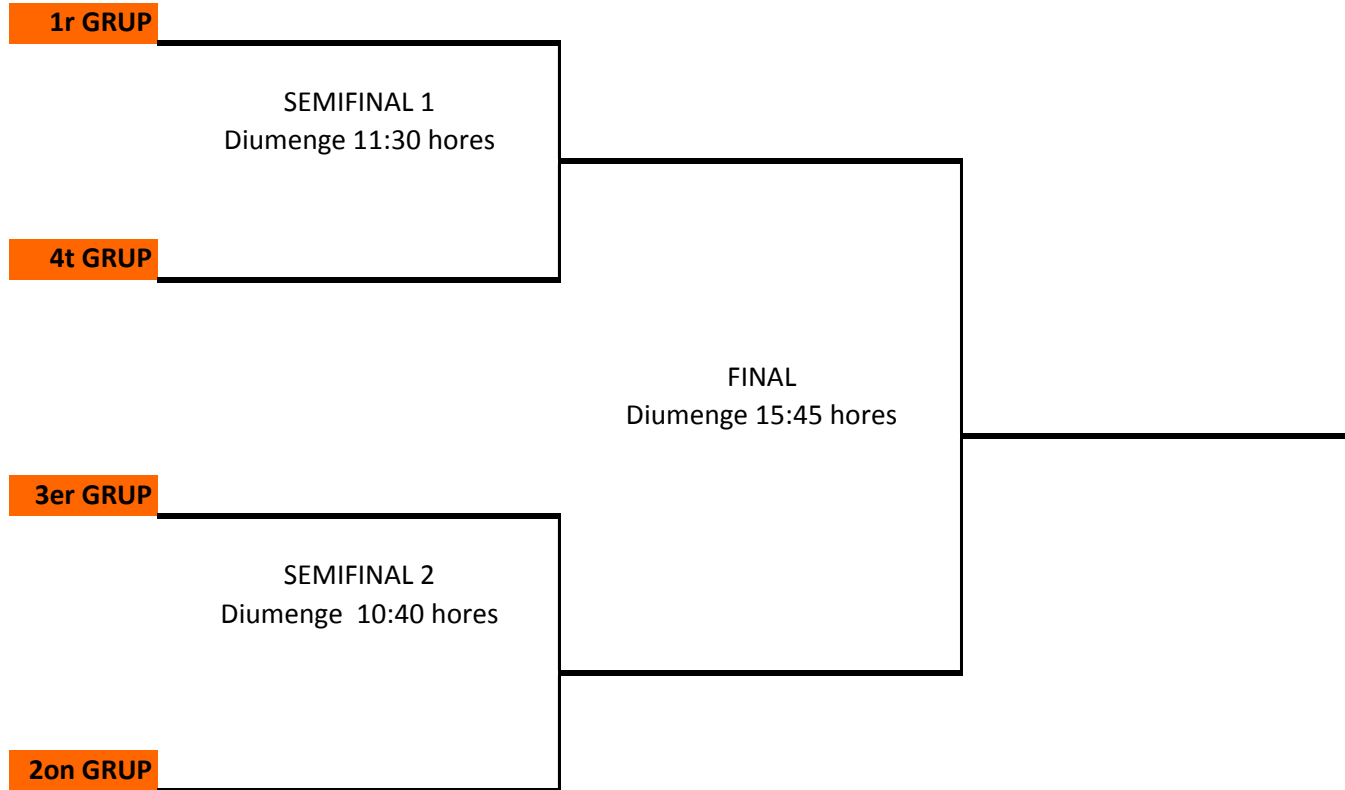 1r GRUP
SEMIFINAL 1
Diumenge 11:30 hores
4t GRUP
FINAL
Diumenge 15:45 hores
3er GRUP
SEMIFINAL 2
Diumenge  10:40 hores
2on GRUP